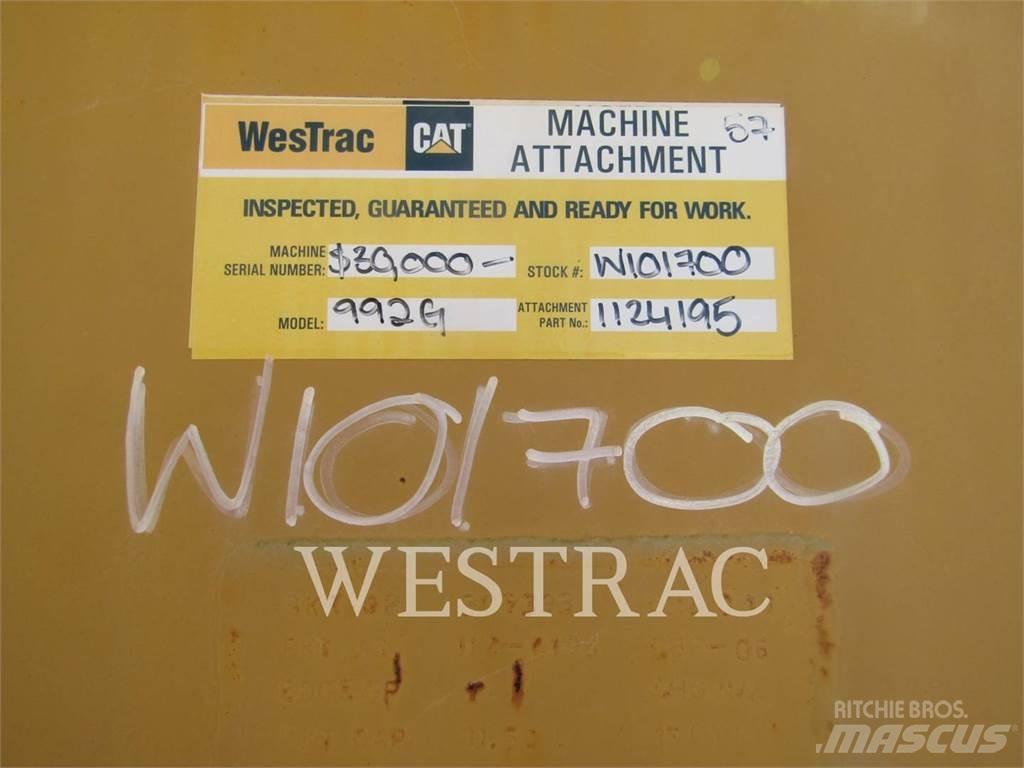 WesTrac CAT MACHINE 57
ATTACHMENT
INSPECTED, GUARANTEED AND READY FOR WORK.
MACHINE
SERIAL NUMBER: $30,000- STOCK #: W101700
MODEL: 992G ATTACHMENT
PART No.: 1124195
W101700
WESTRAC
RITCHIE BROS.
MASCUS